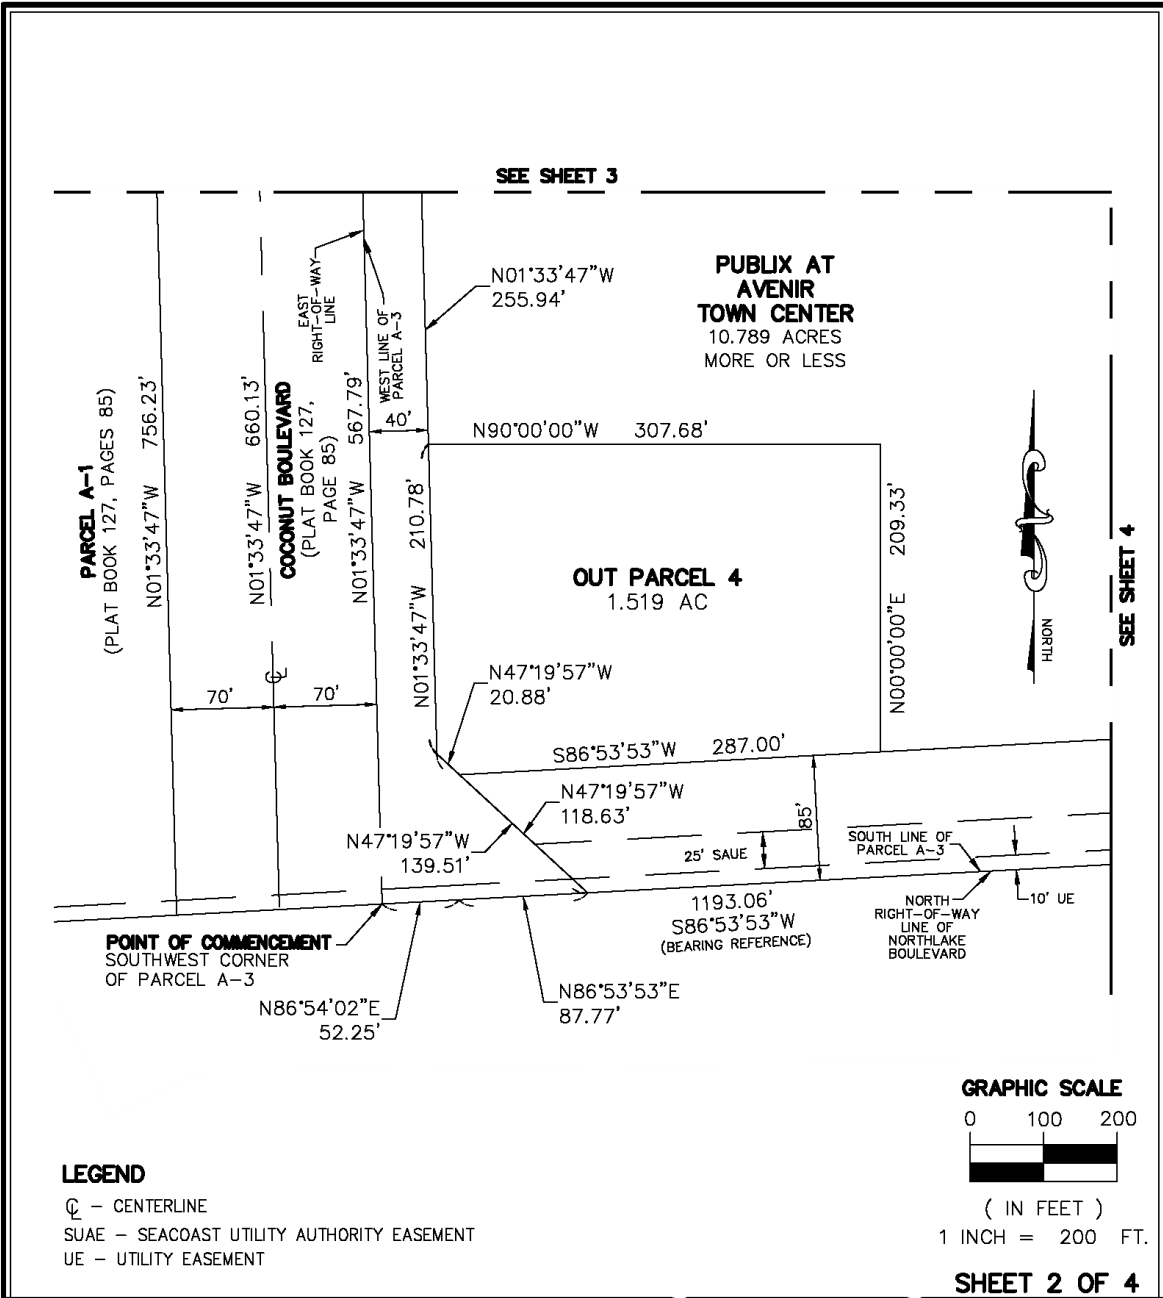 SEE SHEET 3
PUBLIX AT
AVENIR
TOWN CENTER
10.789 ACRES
MORE OR LESS
N01°33'47"W
255.94'
EAST
RIGHT-OF-WAY
LINE
WEST LINE OF
PARCEL A-3
PARCEL A-1
(PLAT BOOK 127, PAGES 85)
N01°33'47"W 756.23'
N01°33'47"W 660.13'
COCONUT BOULEVARD
(PLAT BOOK 127,
PAGE 85)
N01°33'47"W 567.79'
40'
N90°00'00"W 307.68'
N01°33'47"W 210.78'
OUT PARCEL 4
1.519 AC
N00°00'00"E 209.33'
NORTH
SEE SHEET 4
70'
℄
70'
N47°19'57"W
20.88'
S86°53'53"W 287.00'
N47°19'57"W
118.63'
N47°19'57"W
139.51'
85'
25' SAUE
SOUTH LINE OF
PARCEL A-3
10' UE
1193.06'
S86°53'53"W
(BEARING REFERENCE)
NORTH
RIGHT-OF-WAY
LINE OF
NORTHLAKE
BOULEVARD
POINT OF COMMENCEMENT
SOUTHWEST CORNER
OF PARCEL A-3
N86°54'02"E
52.25'
N86°53'53"E
87.77'
GRAPHIC SCALE
0 100 200
( IN FEET )
1 INCH = 200 FT.
LEGEND
℄ - CENTERLINE
SUAE - SEACOAST UTILITY AUTHORITY EASEMENT
UE - UTILITY EASEMENT
SHEET 2 OF 4